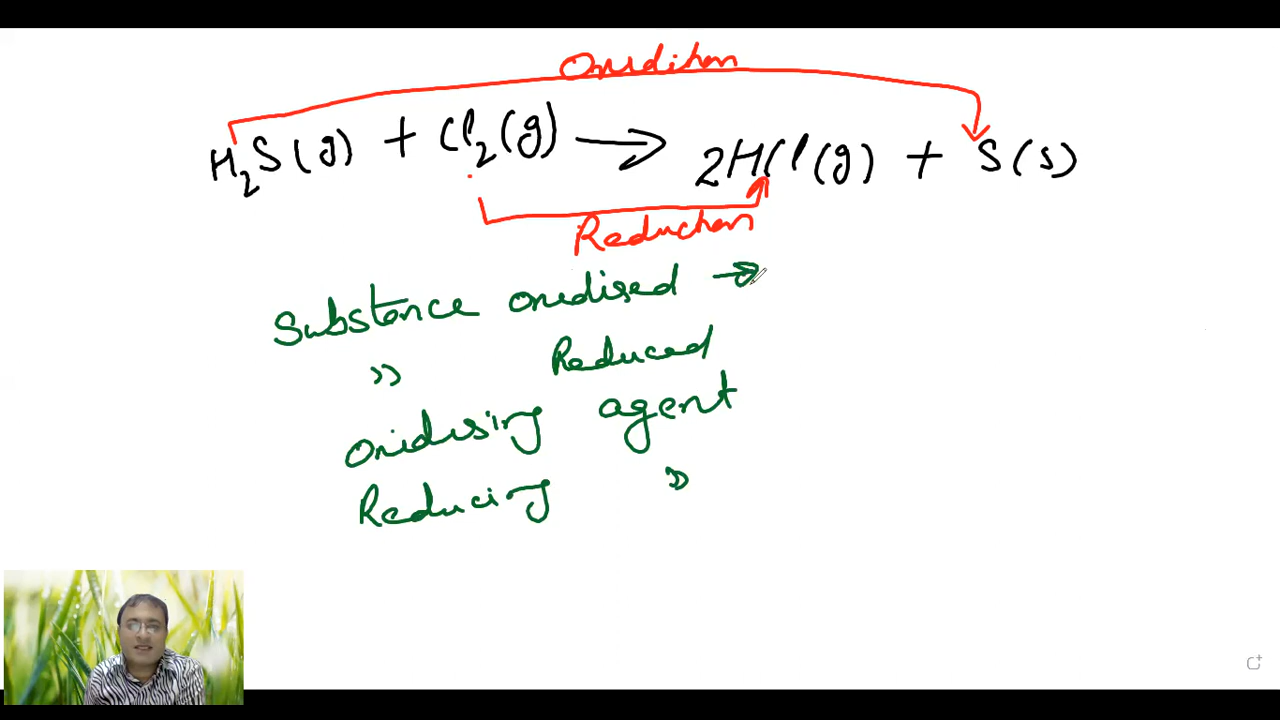 Oxidation
H₂S(g) + Cl₂(g) → 2HCl(g) + S(s)
Reduction
Substance oxidised →
" Reduced
oxidising agent
Reducing "